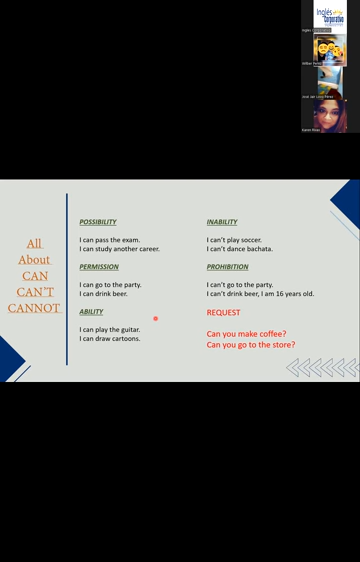 Inglés
Corporativo
All
About
CAN
CAN'T
CANNOT
POSSIBILITY
I can pass the exam.
I can study another career.
PERMISSION
I can go to the party.
I can drink beer.
ABILITY
I can play the guitar.
I can draw cartoons.
INABILITY
I can't play soccer.
I can't dance bachata.
PROHIBITION
I can't go to the party.
I can't drink beer, I am 16 years old.
REQUEST
Can you make coffee?
Can you go to the store?